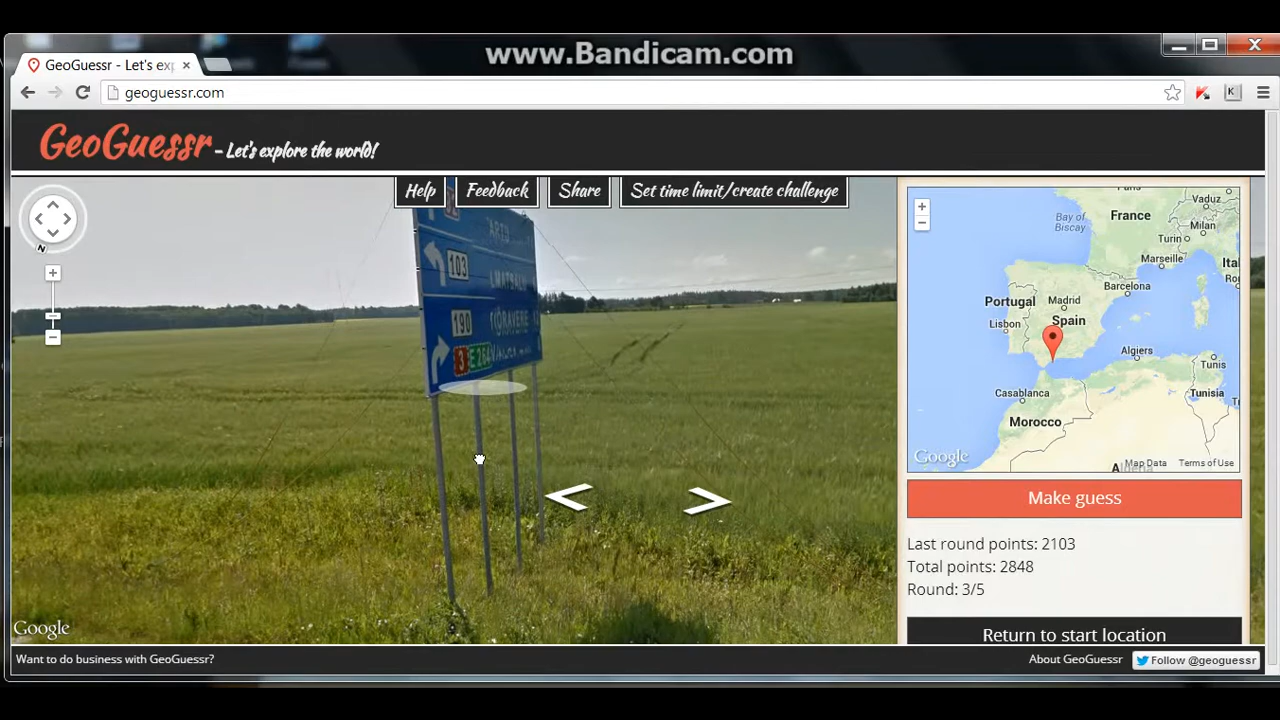 www.Bandicam.com
GeoGuessr - Let's exp
geoguessr.com
K
GeoGuessr - Let's explore the world!
Help
Feedback
Share
Set time limit/create challenge
103
190
3 E 264
N
Google
Paris
France
Bay of Biscay
Vaduz
Milan
Turin
Marseille
Portugal
Madrid
Barcelona
Lisbon
Spain
Algiers
Tunis
Casablanca
Tunisia
Morocco
Google
Map Data
Terms of Use
Make guess
Last round points: 2103
Total points: 2848
Round: 3/5
Return to start location
Want to do business with GeoGuessr?
About GeoGuessr
Follow @geoguessr